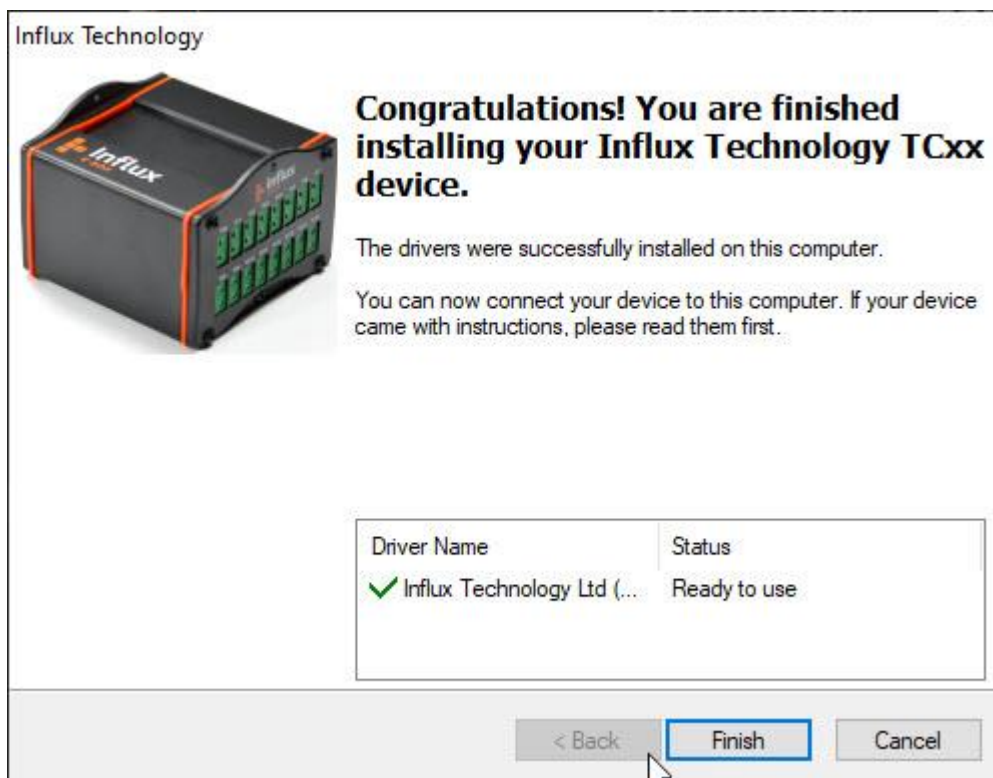 Influx Technology
Influx
Influx
Congratulations! You are finished
installing your Influx Technology TCxx
device.
The drivers were successfully installed on this computer.
You can now connect your device to this computer. If your device
came with instructions, please read them first.
Driver Name Status
Influx Technology Ltd (... Ready to use
< Back Finish Cancel